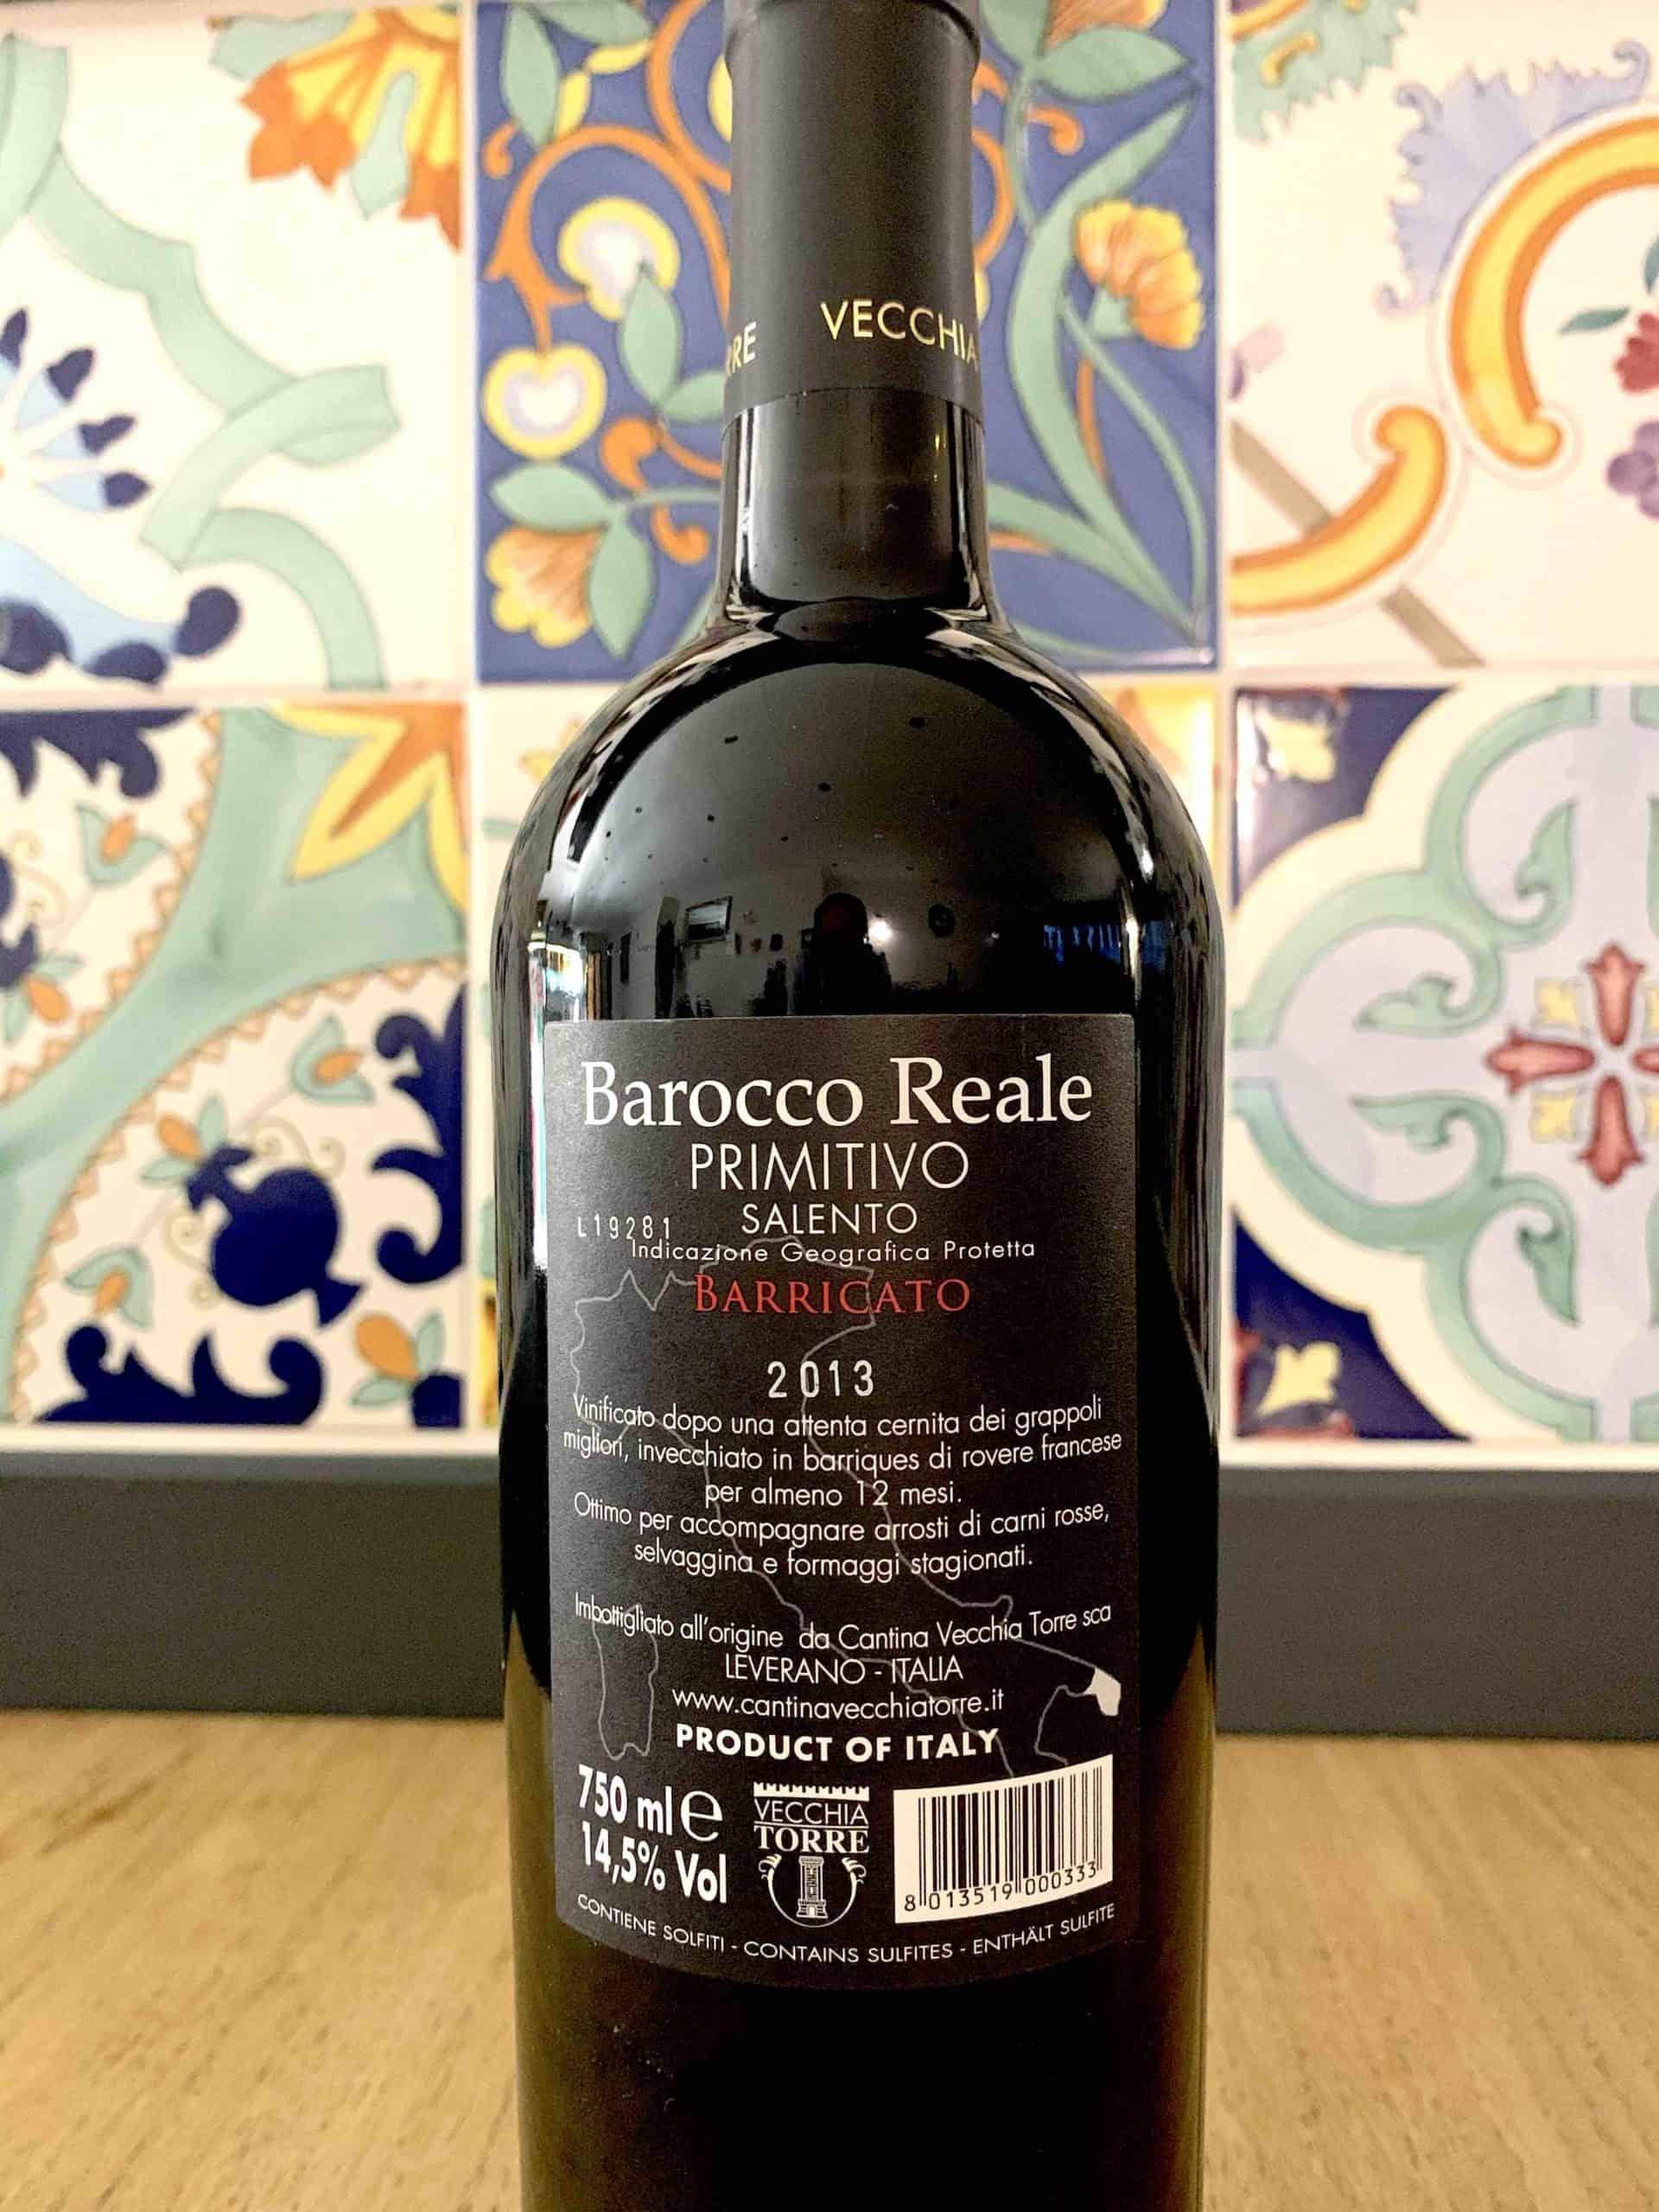 RRE VECCHIA
Barocco Reale
PRIMITIVO
SALENTO
L19281
Indicazione Geografica Protetta
BARRICATO
2013
Vinificato dopo una attenta cernita dei grappoli
migliori, invecchiato in barriques di rovere francese
per almeno 12 mesi.
Ottimo per accompagnare arrosti di carni rosse,
selvaggina e formaggi stagionati.
Imbottigliato all'origine da Cantina Vecchia Torre sca
LEVERANO - ITALIA
www.cantinavecchiatorre.it
PRODUCT OF ITALY
750 ml e
14,5% Vol
VECCHIA
TORRE
8 013519 000333
CONTIENE SOLFITI - CONTAINS SULFITES - ENTHÄLT SULFITE